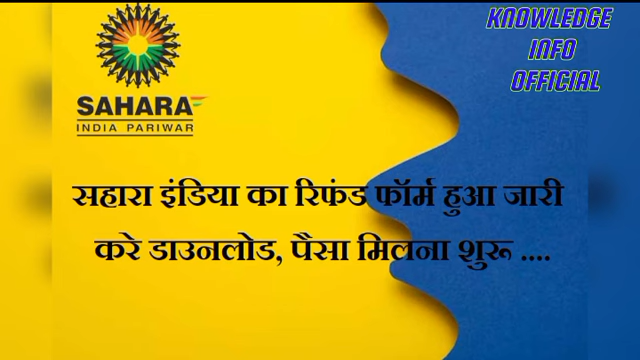 KNOWLEDGE
INFO
OFFICIAL
SAHARA
INDIA PARIWAR
सहारा इंडिया का रिफंड फॉर्म हुआ जारी
करे डाउनलोड, पैसा मिलना शुरू ....